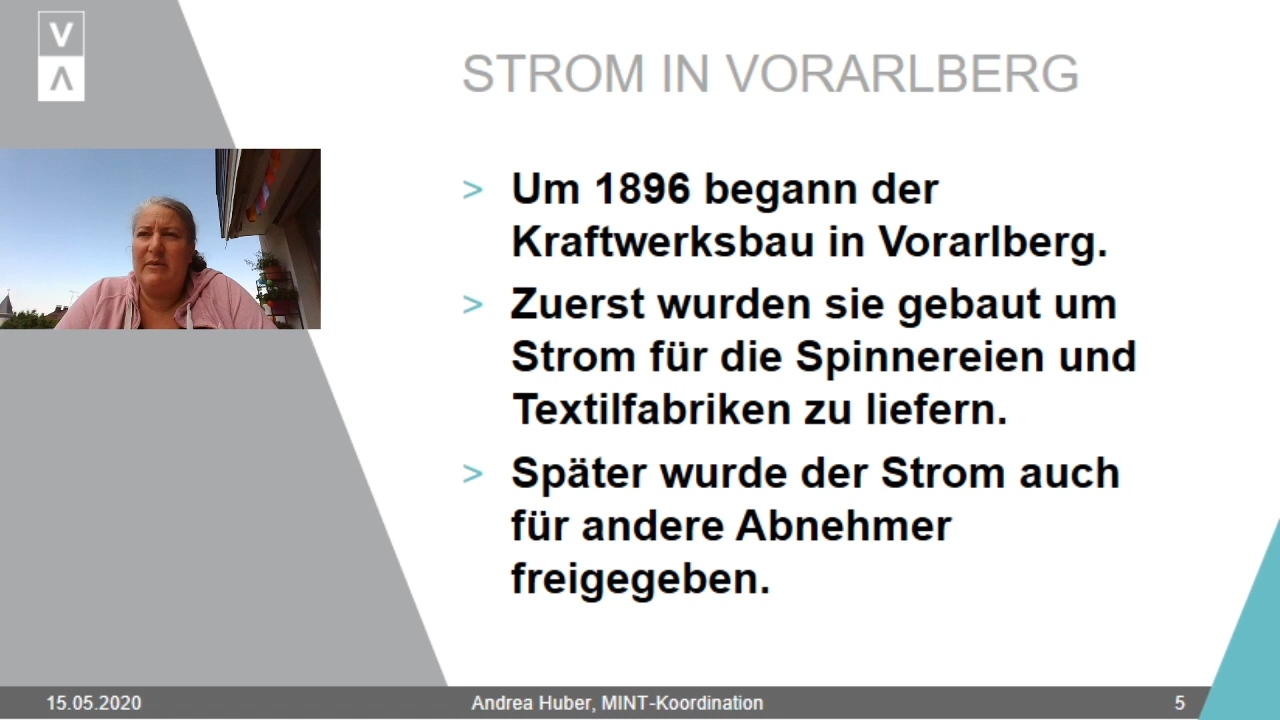 V
Λ
STROM IN VORARLBERG
> Um 1896 begann der
Kraftwerksbau in Vorarlberg.
> Zuerst wurden sie gebaut um
Strom für die Spinnereien und
Textilfabriken zu liefern.
> Später wurde der Strom auch
für andere Abnehmer
freigegeben.
15.05.2020
Andrea Huber, MINT-Koordination
5